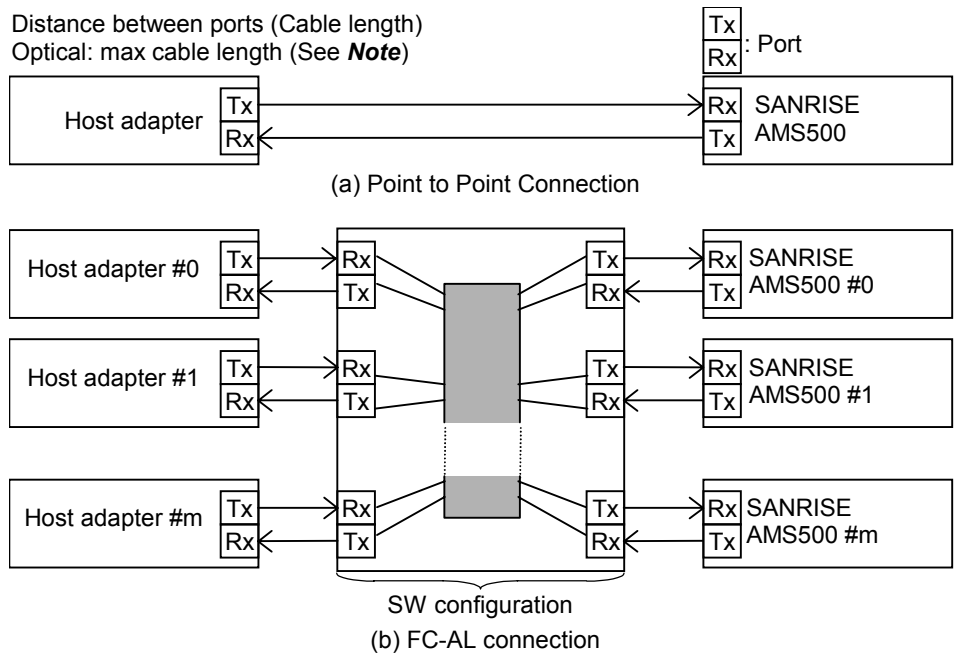 Distance between ports (Cable length)
Optical: max cable length (See Note)
Tx
Rx
: Port
Host adapter
Tx
Rx
Rx
Tx
SANRISE
AMS500
(a) Point to Point Connection
Host adapter #0
Tx
Rx
Rx
Tx
Tx
Rx
Rx
Tx
SANRISE
AMS500 #0
Host adapter #1
Tx
Rx
Rx
Tx
Tx
Rx
Rx
Tx
SANRISE
AMS500 #1
Host adapter #m
Tx
Rx
Rx
Tx
Tx
Rx
Rx
Tx
SANRISE
AMS500 #m
SW configuration
(b) FC-AL connection